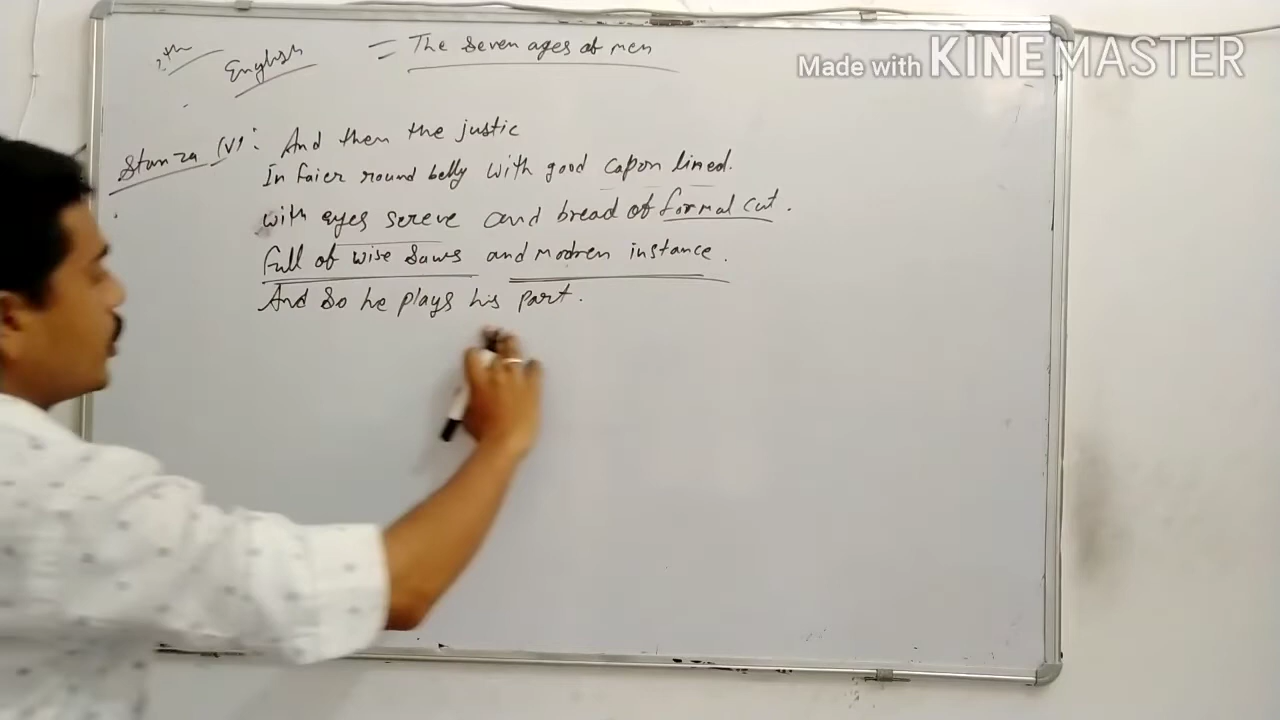 English = The Seven ages of men
Made with KINEMASTER
Stanza (V): And then the justic
In faier round belly with good capon lined.
with eyes sereve and bread of formal cut.
Full of wise saws and modren instance.
And So he plays his part.